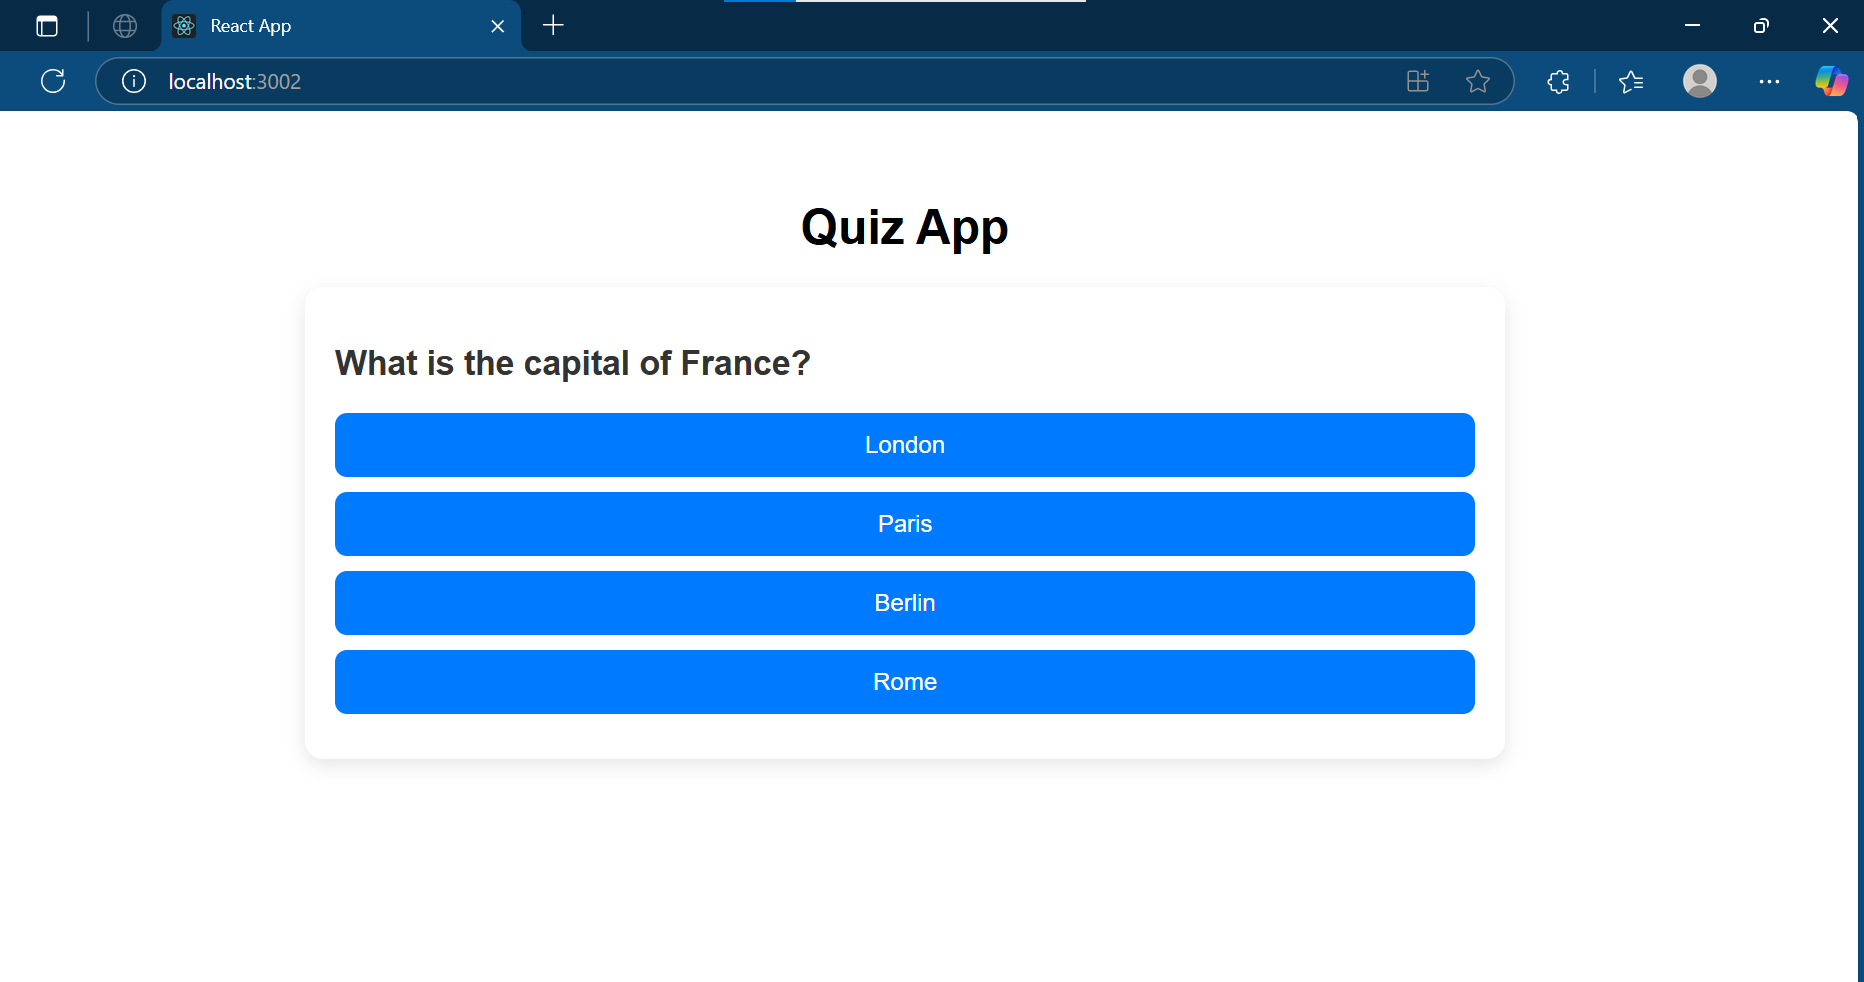 React App
localhost:3002
Quiz App
What is the capital of France?
London
Paris
Berlin
Rome